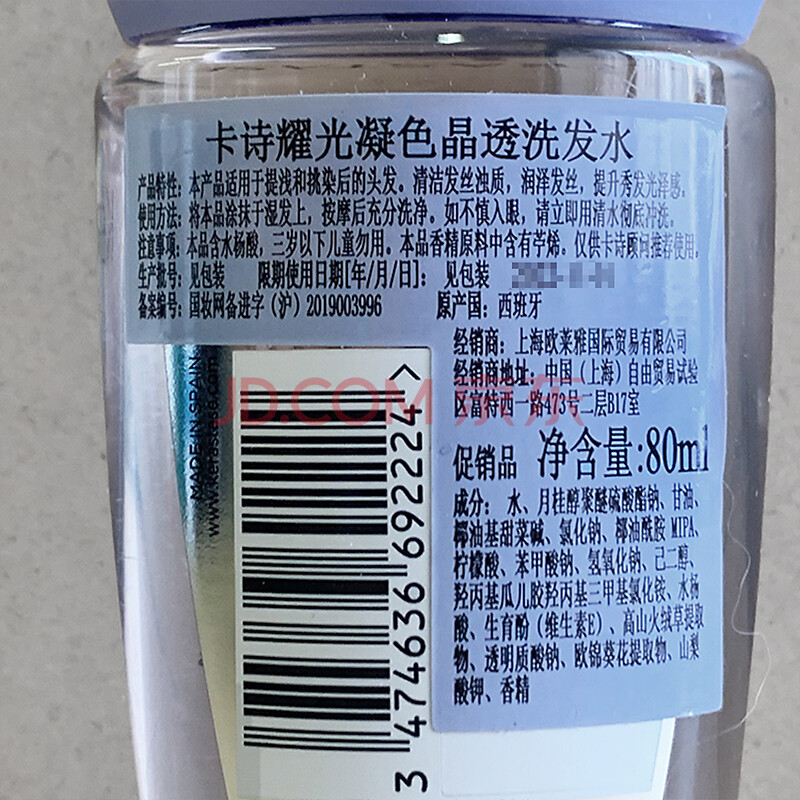 卡诗耀光凝色晶透洗发水
产品特性：本产品适用于提浅和挑染后的头发。清洁发丝浊质，润泽发丝，提升秀发光泽感。
使用方法：将本品涂抹于湿发上，按摩后充分洗净。如不慎入眼，请立即用清水彻底冲洗。
注意事项：本品含水杨酸，三岁以下儿童勿用。本品香精原料中含有苧烯。仅供卡诗顾问推荐使用。
生产批号：见包装 限期使用日期[年/月/日]：见包装
备案编号：国妆网备进字（沪）2019003996 原产国：西班牙
经销商：上海欧莱雅国际贸易有限公司
经销商地址：中国（上海）自由贸易试验
区富特西一路473号二层B17室
促销品 净含量:80ml
成分：水、月桂醇聚醚硫酸酯钠、甘油、
椰油基甜菜碱、氯化钠、椰油酰胺 MIPA、
柠檬酸、苯甲酸钠、氢氧化钠、己二醇、
羟丙基瓜儿胶羟丙基三甲基氯化铵、水杨
酸、生育酚（维生素E）、高山火绒草提取
物、透明质酸钠、欧锦葵花提取物、山梨
酸钾、香精
MADE IN SPAIN
www.kerastase.com
3 474636 692224 >
JD.COM 京东